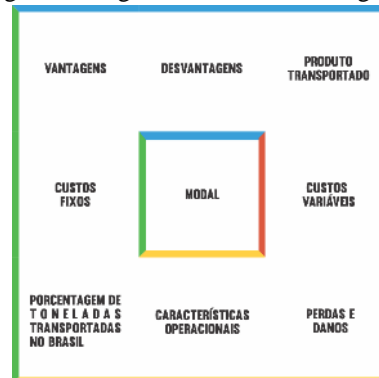 VANTAGENS
DESVANTAGENS
PRODUTO
TRANSPORTADO
CUSTOS
FIXOS
MODAL
CUSTOS
VARIÁVEIS
PORCENTAGEM DE
T O N E L A D A S
TRANSPORTADAS
NO BRASIL
CARACTERÍSTICAS
OPERACIONAIS
PERDAS E
DANOS